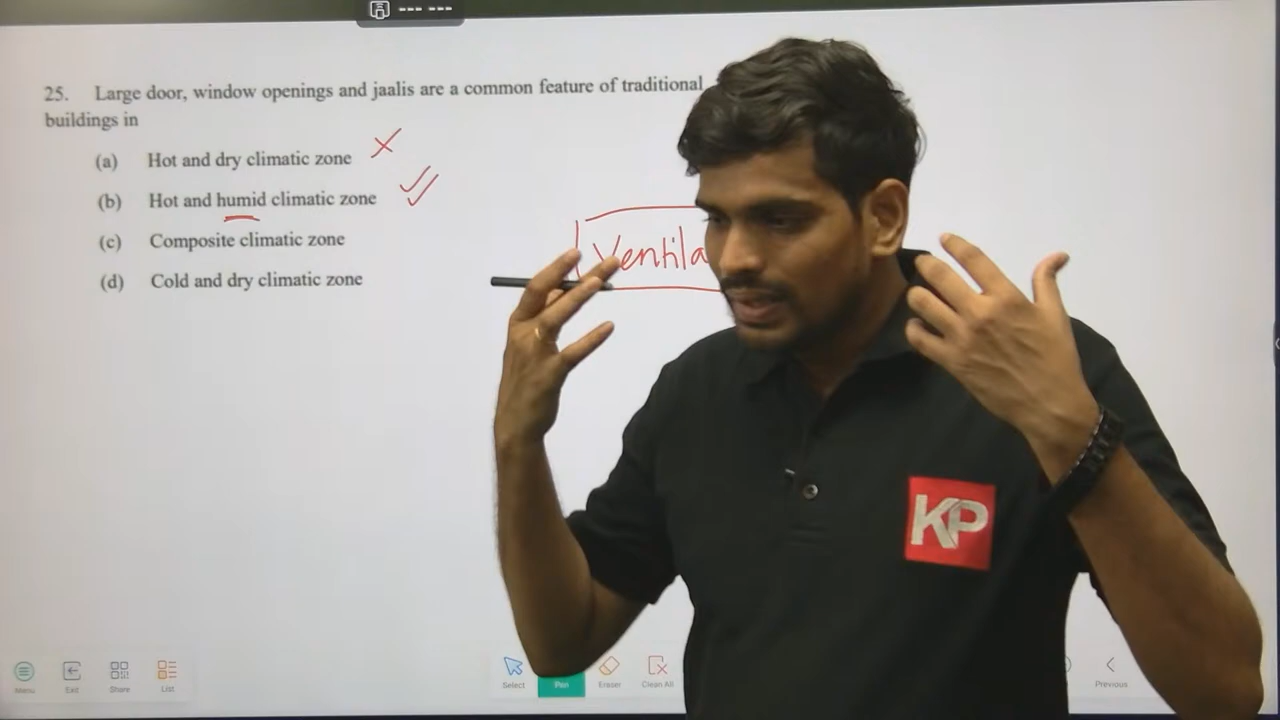 25. Large door, window openings and jaalis are a common feature of traditional
buildings in
(a) Hot and dry climatic zone
(b) Hot and humid climatic zone
(c) Composite climatic zone
(d) Cold and dry climatic zone
Ventila
KP
Menu Exit Share List Select Pen Eraser Clean All Previous